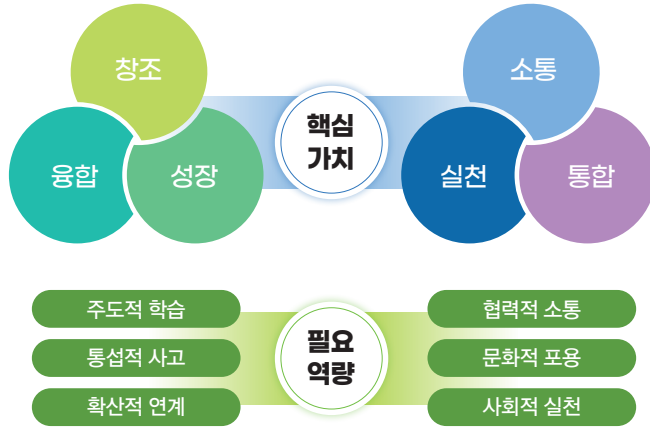 창조
융합
성장
핵심
가치
소통
실천
통합
주도적 학습
통섭적 사고
확산적 연계
필요
역량
협력적 소통
문화적 포용
사회적 실천